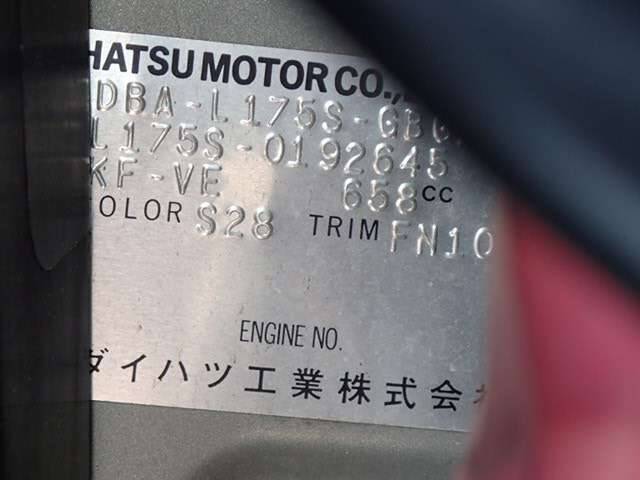 HATSU MOTOR CO.,
DBA-L175S-GBG
L175S-0192645
KF-VE 658CC
OLOR S28 TRIM FN10
ENGINE NO.
ダイハツ工業株式会